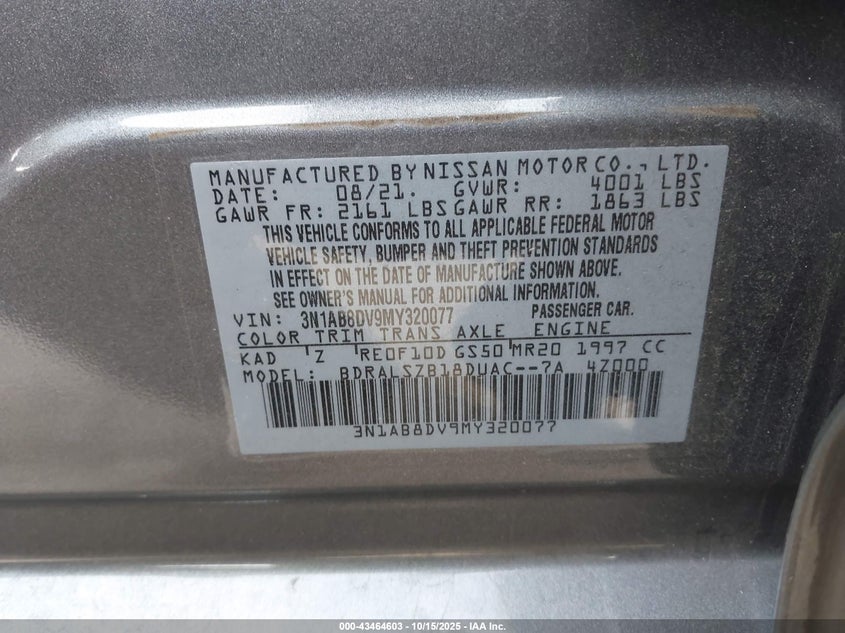 MANUFACTURED BY NISSAN MOTOR CO., LTD.
DATE: 08/21. GVWR: 4001 LBS
GAWR FR: 2161 LBS GAWR RR: 1863 LBS
THIS VEHICLE CONFORMS TO ALL APPLICABLE FEDERAL MOTOR
VEHICLE SAFETY, BUMPER AND THEFT PREVENTION STANDARDS
IN EFFECT ON THE DATE OF MANUFACTURE SHOWN ABOVE.
SEE OWNER'S MANUAL FOR ADDITIONAL INFORMATION.
VIN: 3N1AB8DV9MY320077 PASSENGER CAR.
COLOR TRIM TRANS AXLE ENGINE
KAD Z RE0F10D GS50 MR20 1997 CC
MODEL: BDRALSZB18DUAC--7A 4Z000
3N1AB8DV9MY320077
000-43464603 | 10/15/2025 - IAA Inc.